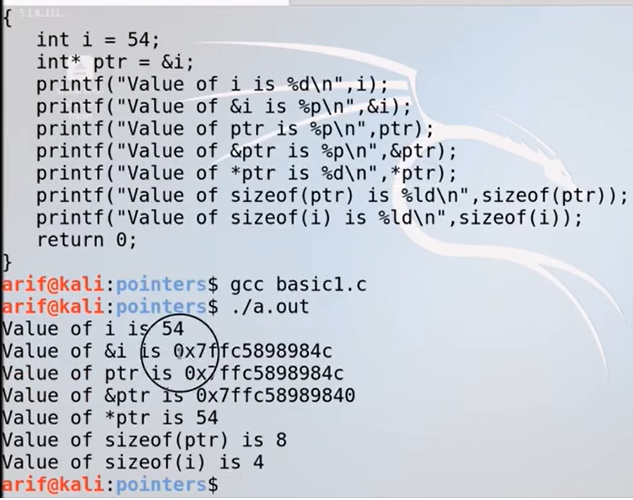 {
int i = 54;
int* ptr = &i;
printf("Value of i is %d\n",i);
printf("Value of &i is %p\n",&i);
printf("Value of ptr is %p\n",ptr);
printf("Value of &ptr is %p\n",&ptr);
printf("Value of *ptr is %d\n",*ptr);
printf("Value of sizeof(ptr) is %ld\n",sizeof(ptr));
printf("Value of sizeof(i) is %ld\n",sizeof(i));
return 0;
}
arif@kali:pointers$ gcc basic1.c
arif@kali:pointers$ ./a.out
Value of i is 54
Value of &i is 0x7ffc5898984c
Value of ptr is 0x7ffc5898984c
Value of &ptr is 0x7ffc58989840
Value of *ptr is 54
Value of sizeof(ptr) is 8
Value of sizeof(i) is 4
arif@kali:pointers$